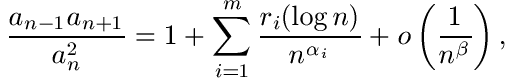 \frac{a_{n-1}a_{n+1}}{a_n^2} = 1 + \sum_{i=1}^{m} \frac{r_i(\log n)}{n^{\alpha_i}} + o\left(\frac{1}{n^\beta}\right),